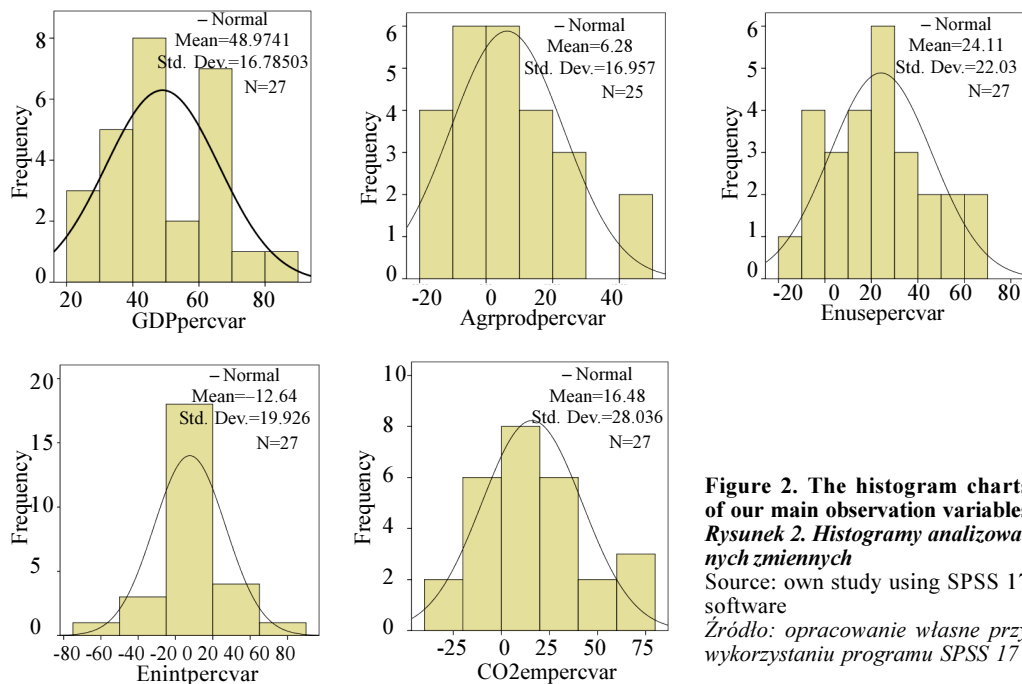 – Normal
Mean=48.9741
Std. Dev.=16.78503
N=27
Frequency
8
6
4
2
0
20 40 60 80
GDPpercvar
– Normal
Mean=6.28
Std. Dev.=16.957
N=25
Frequency
6
5
4
3
2
1
0
-20 0 20 40
Agrprodpercvar
– Normal
Mean=24.11
Std. Dev.=22.03
N=27
Frequency
6
5
4
3
2
1
0
-20 0 20 40 60 80
Enusepercvar
– Normal
Mean=–12.64
Std. Dev.=19.926
N=27
Frequency
20
15
10
5
0
-80 -60 -40 -20 0 20 40 60 80
Enintpercvar
– Normal
Mean=16.48
Std. Dev.=28.036
N=27
Frequency
10
8
6
4
2
0
-25 0 25 50 75
CO2empercvar
Figure 2. The histogram charts
of our main observation variables
Rysunek 2. Histogramy analizowa-
nych zmiennych
Source: own study using SPSS 17
software
Źródło: opracowanie własne przy
wykorzystaniu programu SPSS 17